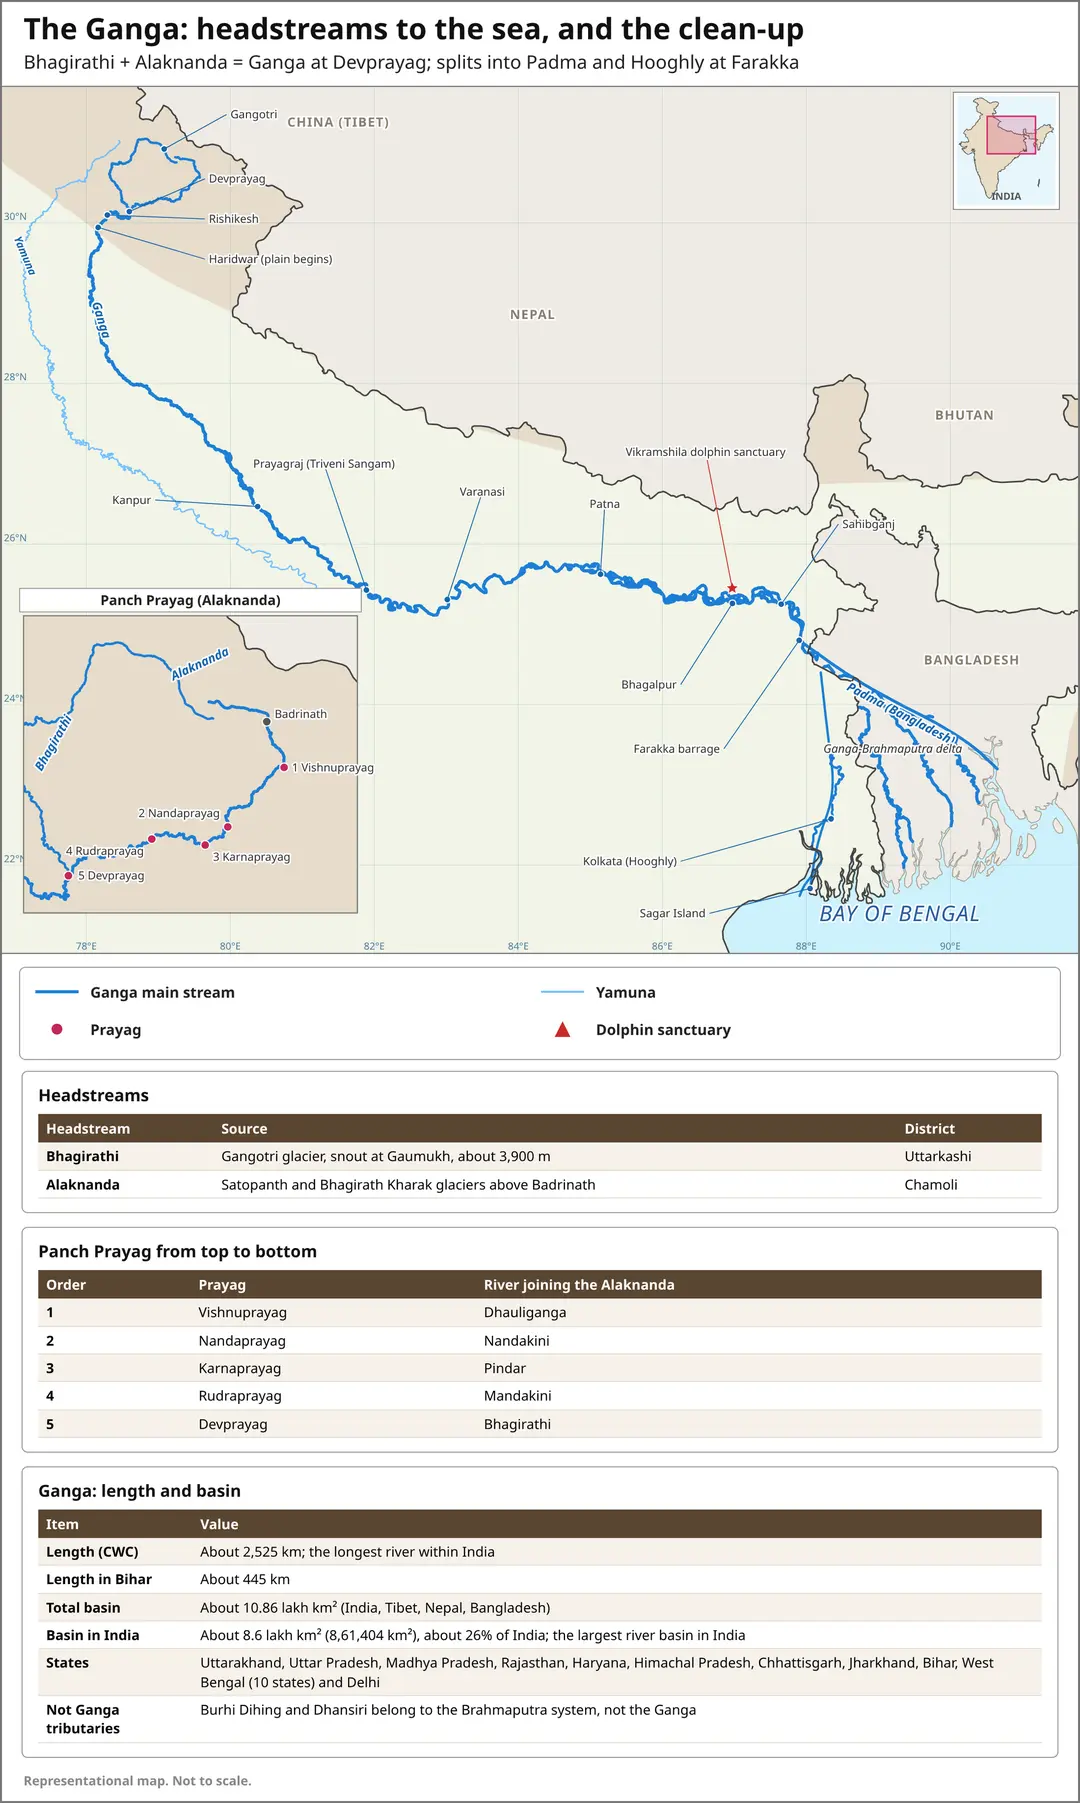 The Ganga: headstreams to the sea, and the clean-up
Bhagirathi + Alaknanda = Ganga at Devprayag; splits into Padma and Hooghly at Farakka
Gangotri
CHINA (TIBET)
INDIA
Devprayag
30°N
Rishikesh
Yamuna
Haridwar (plain begins)
Ganga
NEPAL
28°N
BHUTAN
Vikramshila dolphin sanctuary
Prayagraj (Triveni Sangam)
Kanpur
Varanasi
Patna
Sahibganj
26°N
Panch Prayag (Alaknanda)
Alaknanda
Bhagirathi
Badrinath
1 Vishnuprayag
2 Nandaprayag
4 Rudraprayag
3 Karnaprayag
5 Devprayag
BANGLADESH
Bhagalpur
24°N
Padma (Bangladesh)
Farakka barrage
Ganga-Brahmaputra delta
22°N
Kolkata (Hooghly)
Sagar Island
BAY OF BENGAL
78°E
80°E
82°E
84°E
86°E
88°E
90°E
Ganga main stream
Yamuna
Prayag
Dolphin sanctuary
Headstreams
Headstream Source District
Bhagirathi Gangotri glacier, snout at Gaumukh, about 3,900 m Uttarkashi
Alaknanda Satopanth and Bhagirath Kharak glaciers above Badrinath Chamoli
Panch Prayag from top to bottom
Order Prayag River joining the Alaknanda
1 Vishnuprayag Dhauliganga
2 Nandaprayag Nandakini
3 Karnaprayag Pindar
4 Rudraprayag Mandakini
5 Devprayag Bhagirathi
Ganga: length and basin
Item Value
Length (CWC) About 2,525 km; the longest river within India
Length in Bihar About 445 km
Total basin About 10.86 lakh km² (India, Tibet, Nepal, Bangladesh)
Basin in India About 8.6 lakh km² (8,61,404 km²), about 26% of India; the largest river basin in India
States Uttarakhand, Uttar Pradesh, Madhya Pradesh, Rajasthan, Haryana, Himachal Pradesh, Chhattisgarh, Jharkhand, Bihar, West
Bengal (10 states) and Delhi
Not Ganga Burhi Dihing and Dhansiri belong to the Brahmaputra system, not the Ganga
tributaries
Representational map. Not to scale.